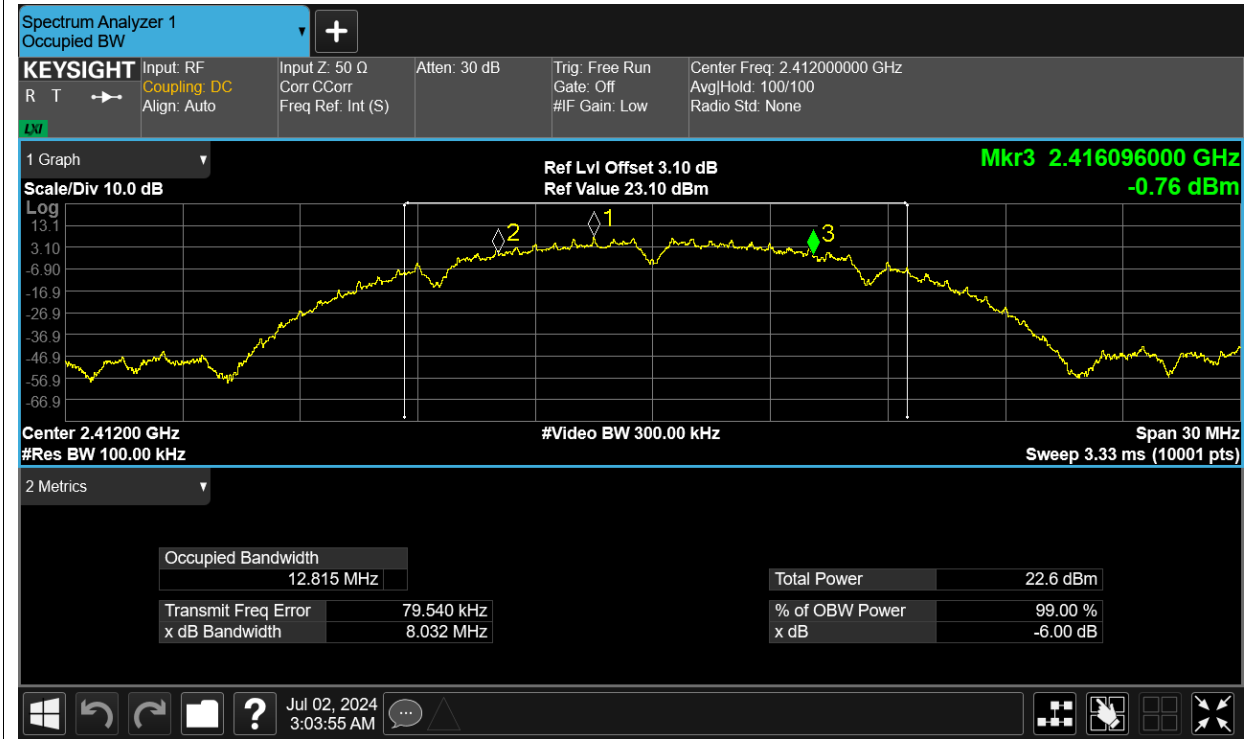 Spectrum Analyzer 1
Occupied BW
KEYSIGHT
R T
LXI
Input: RF
Coupling: DC
Align: Auto
Input Z: 50 Ω
Corr CCorr
Freq Ref: Int (S)
Atten: 30 dB
Trig: Free Run
Gate: Off
#IF Gain: Low
Center Freq: 2.412000000 GHz
Avg|Hold: 100/100
Radio Std: None
1 Graph
Scale/Div 10.0 dB
Ref Lvl Offset 3.10 dB
Ref Value 23.10 dBm
Mkr3 2.416096000 GHz
-0.76 dBm
Log
13.1
3.10
-6.90
-16.9
-26.9
-36.9
-46.9
-56.9
-66.9
2
1
3
Center 2.41200 GHz
#Res BW 100.00 kHz
#Video BW 300.00 kHz
Span 30 MHz
Sweep 3.33 ms (10001 pts)
2 Metrics
Occupied Bandwidth
12.815 MHz
Transmit Freq Error 79.540 kHz
x dB Bandwidth 8.032 MHz
Total Power 22.6 dBm
% of OBW Power 99.00 %
x dB -6.00 dB
?
Jul 02, 2024
3:03:55 AM